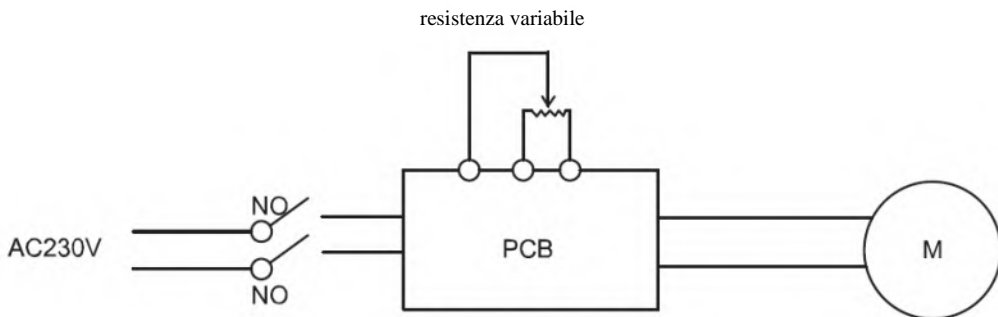 resistenza variabile
NO
AC230V
NO
PCB
M